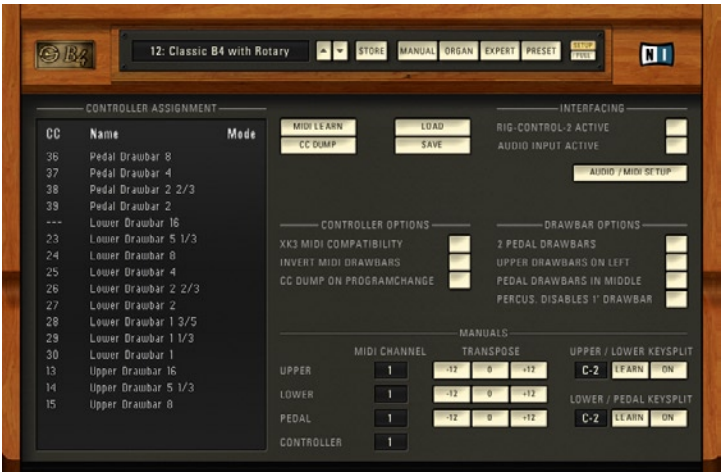 B4
12: Classic B4 with Rotary
STORE
MANUAL ORGAN EXPERT PRESET
SETUP
FULL
N I
CONTROLLER ASSIGNMENT
CC Name Mode
36 Pedal Drawbar 8
37 Pedal Drawbar 4
38 Pedal Drawbar 2 2/3
39 Pedal Drawbar 2
--- Lower Drawbar 16
23 Lower Drawbar 5 1/3
24 Lower Drawbar 8
25 Lower Drawbar 4
26 Lower Drawbar 2 2/3
27 Lower Drawbar 2
28 Lower Drawbar 1 3/5
29 Lower Drawbar 1 1/3
30 Lower Drawbar 1
13 Upper Drawbar 16
14 Upper Drawbar 5 1/3
15 Upper Drawbar 8
MIDI LEARN LOAD
CC DUMP SAVE
INTERFACING
RIG-CONTROL-2 ACTIVE
AUDIO INPUT ACTIVE
AUDIO / MIDI SETUP
CONTROLLER OPTIONS
XK3 MIDI COMPATIBILITY
INVERT MIDI DRAWBARS
CC DUMP ON PROGRAMCHANGE
DRAWBAR OPTIONS
2 PEDAL DRAWBARS
UPPER DRAWBARS ON LEFT
PEDAL DRAWBARS IN MIDDLE
PERCUS. DISABLES 1' DRAWBAR
MANUALS
MIDI CHANNEL TRANSPOSE
UPPER 1 -12 0 +12
LOWER 1 -12 0 +12
PEDAL 1 -12 0 +12
CONTROLLER 1
UPPER / LOWER KEYSPLIT
C-2 LEARN ON
LOWER / PEDAL KEYSPLIT
C-2 LEARN ON